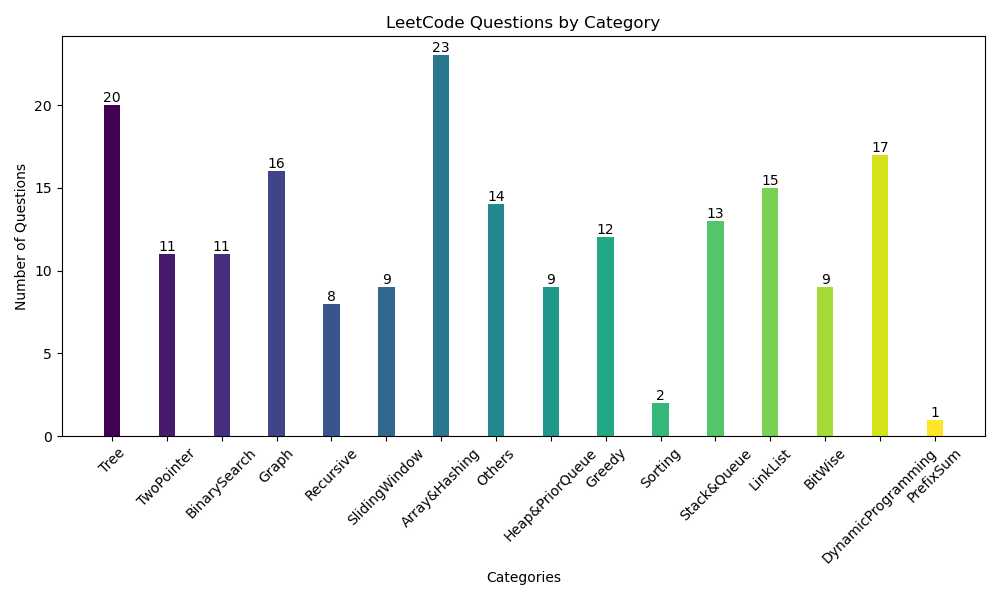 LeetCode Questions by Category
Number of Questions
20
15
10
5
0
20
11
11
16
8
9
23
14
9
12
2
13
15
9
17
1
Tree
TwoPointer
BinarySearch
Graph
Recursive
SlidingWindow
Array&Hashing
Others
Heap&PriorQueue
Greedy
Sorting
Stack&Queue
LinkList
BitWise
DynamicProgramming
PrefixSum
Categories